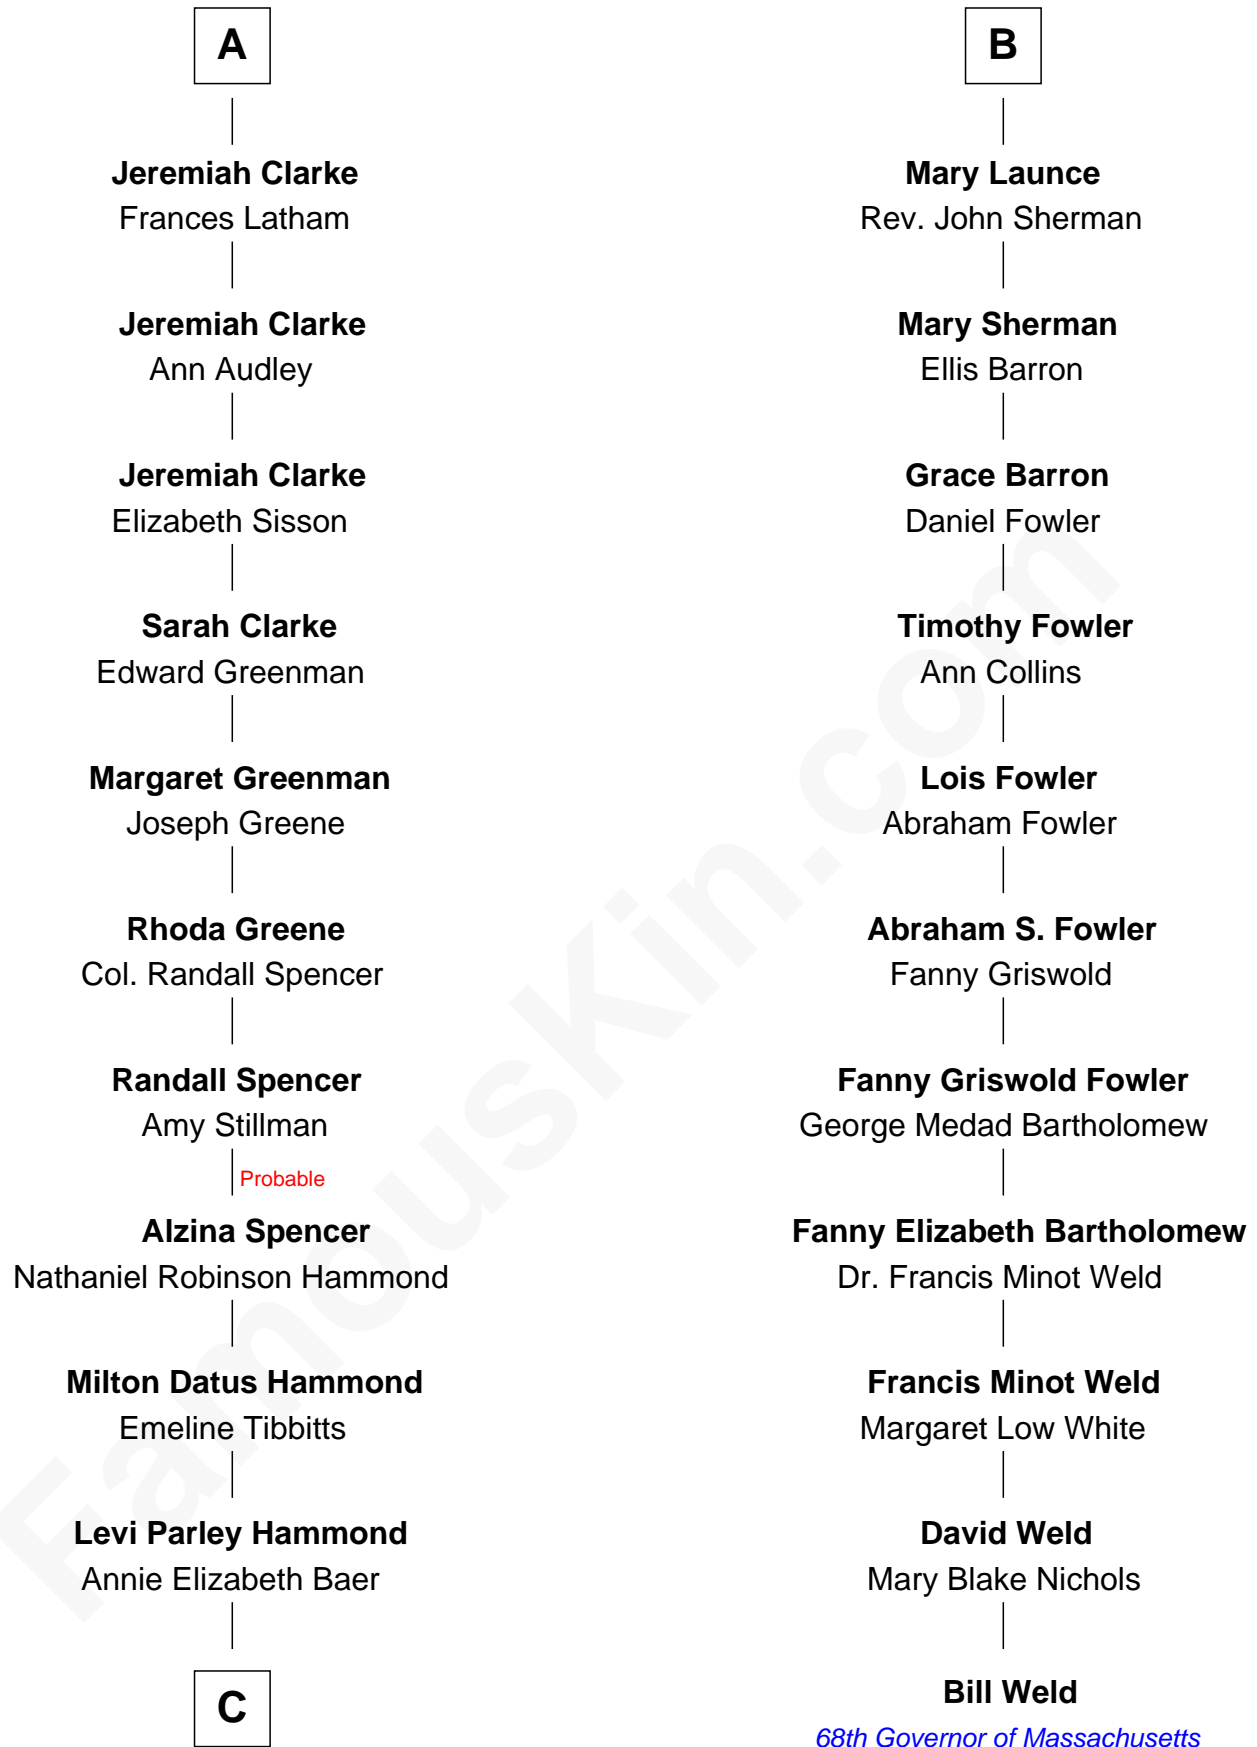 A
Jeremiah Clarke
Frances Latham
Jeremiah Clarke
Ann Audley
Jeremiah Clarke
Elizabeth Sisson
Sarah Clarke
Edward Greenman
Margaret Greenman
Joseph Greene
Rhoda Greene
Col. Randall Spencer
Randall Spencer
Amy Stillman
Probable
Alzina Spencer
Nathaniel Robinson Hammond
Milton Datus Hammond
Emeline Tibbitts
Levi Parley Hammond
Annie Elizabeth Baer
C
B
Mary Launce
Rev. John Sherman
Mary Sherman
Ellis Barron
Grace Barron
Daniel Fowler
Timothy Fowler
Ann Collins
Lois Fowler
Abraham Fowler
Abraham S. Fowler
Fanny Griswold
Fanny Griswold Fowler
George Medad Bartholomew
Fanny Elizabeth Bartholomew
Dr. Francis Minot Weld
Francis Minot Weld
Margaret Low White
David Weld
Mary Blake Nichols
Bill Weld
68th Governor of Massachusetts
FamousKin.com